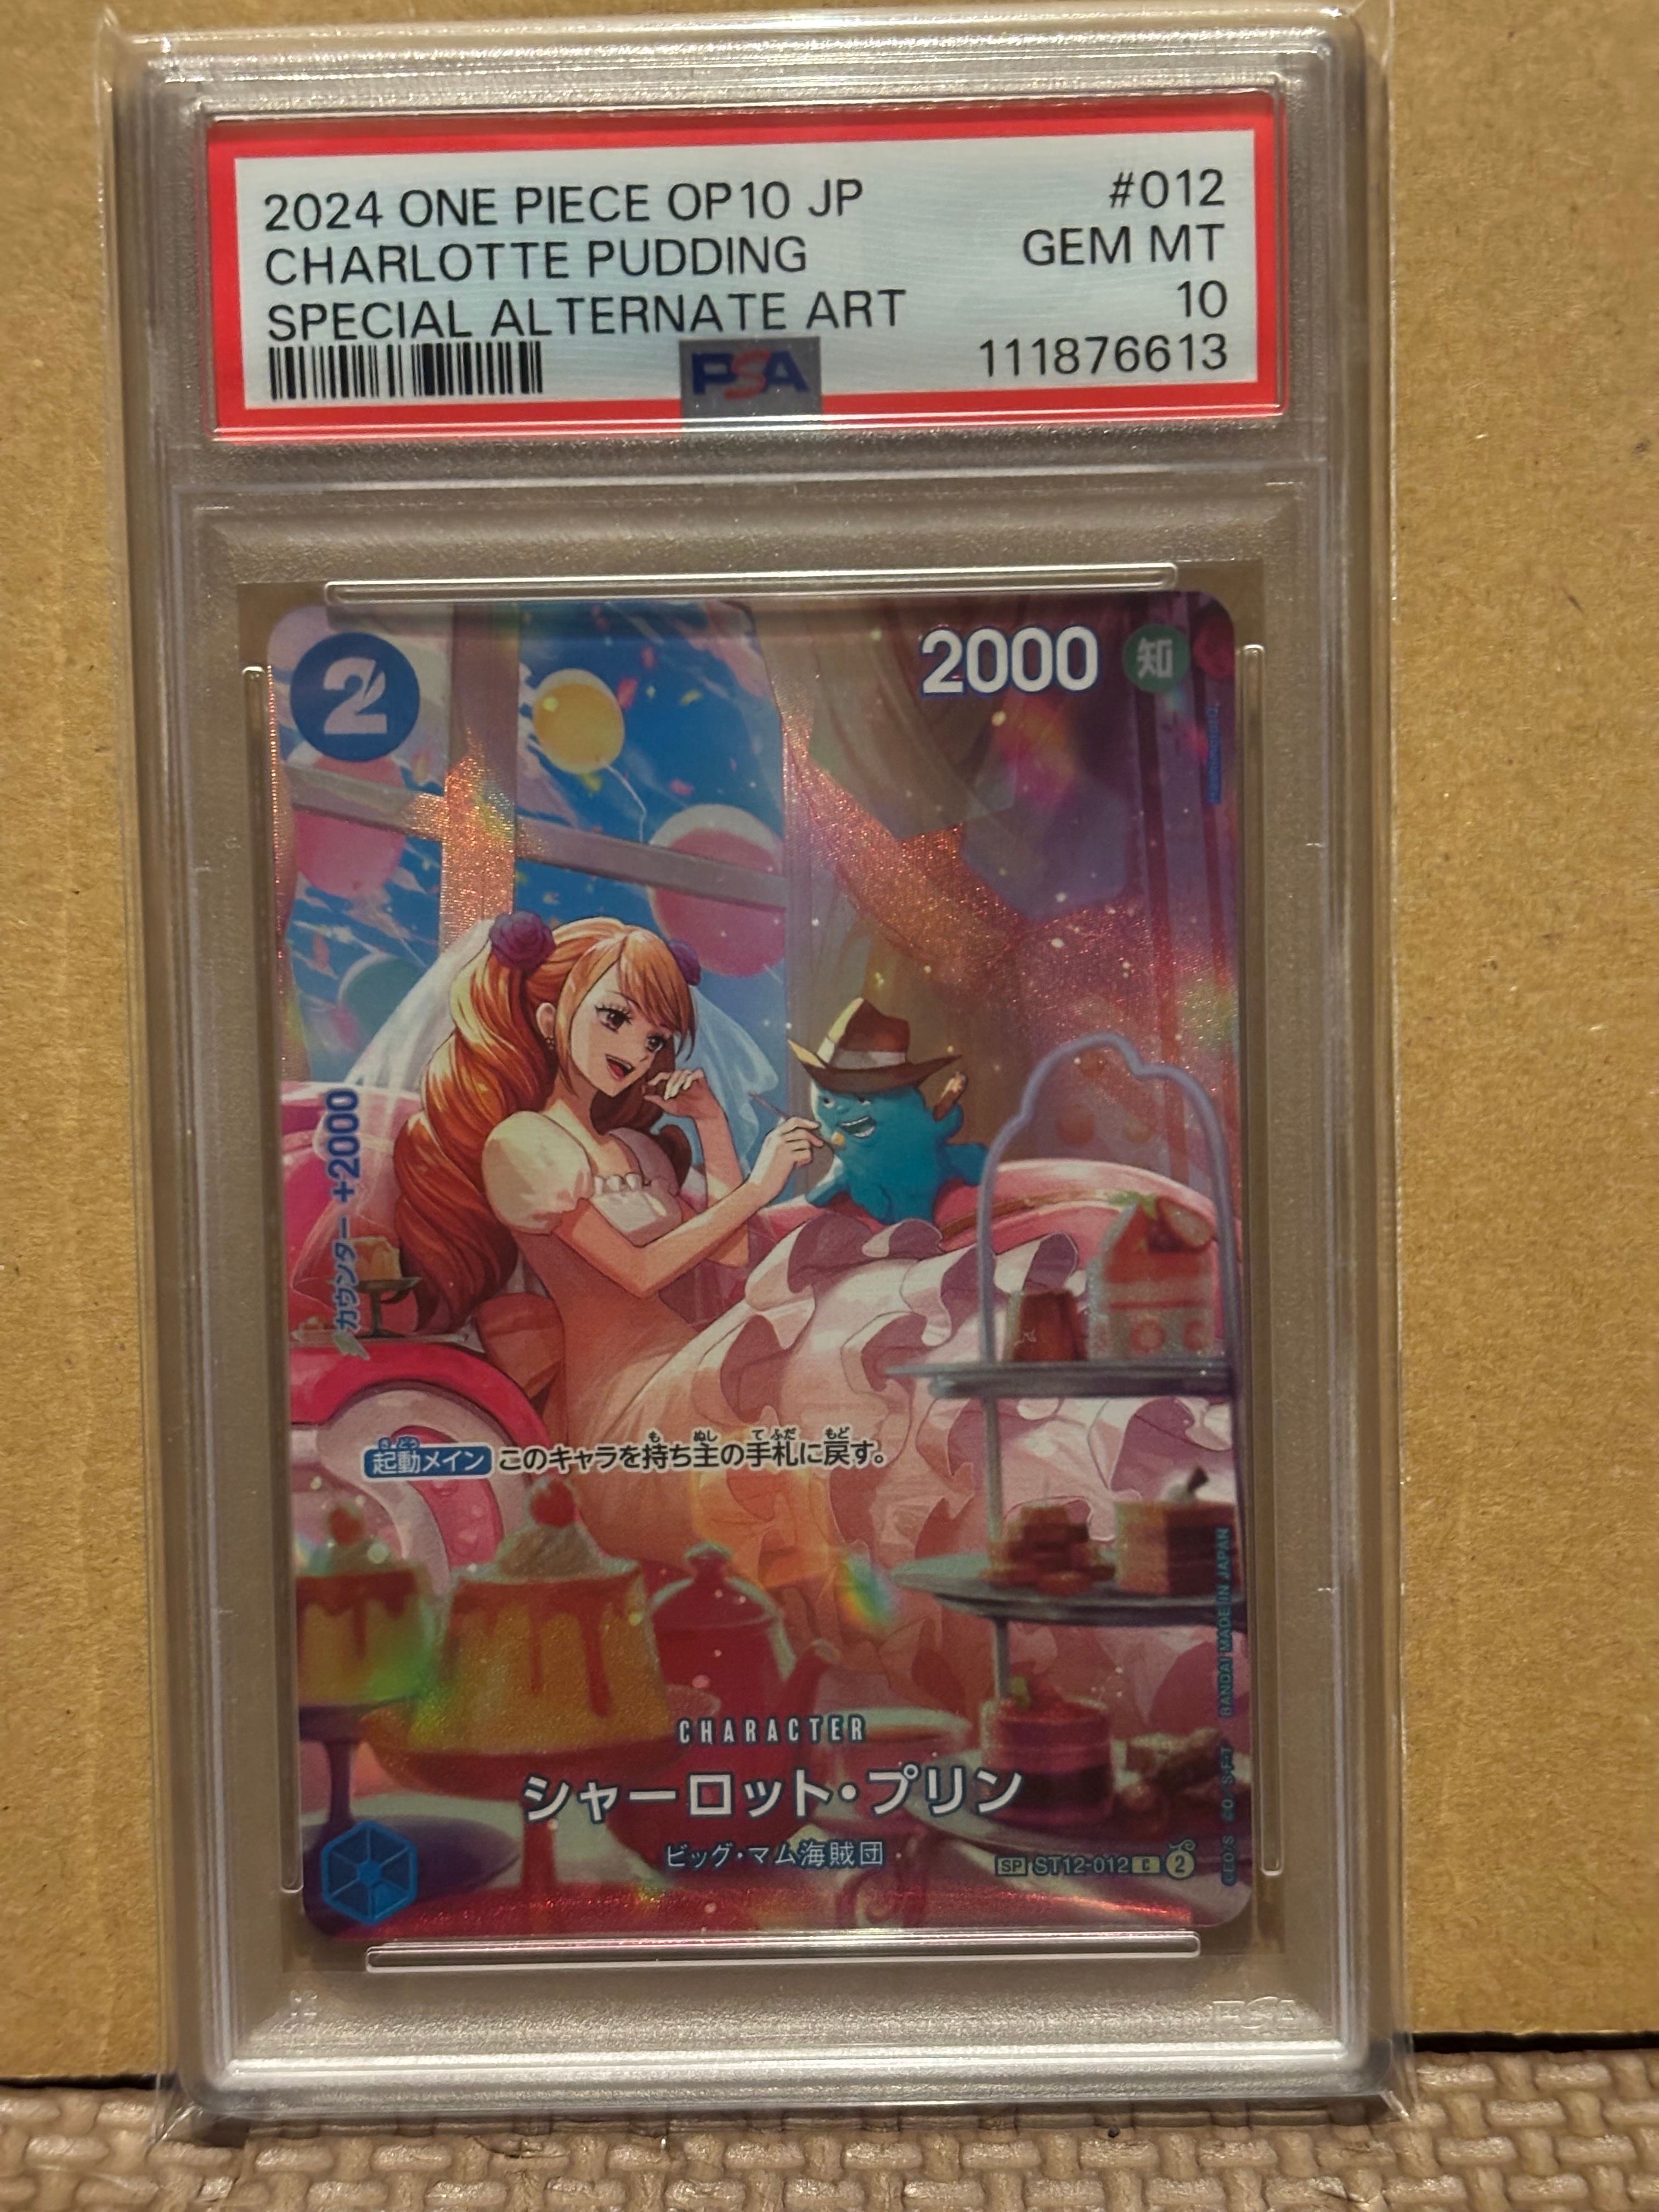 2024 ONE PIECE OP10 JP #012
CHARLOTTE PUDDING GEM MT
SPECIAL ALTERNATE ART 10
PSA 111876613
2 2000 知
カウンター +2000
起動メイン このキャラを持ち主の手札に戻す。
CHARACTER
シャーロット・プリン
ビッグ・マム海賊団
SP ST12-012 C 2
BANDAI MADE IN JAPAN
PSA